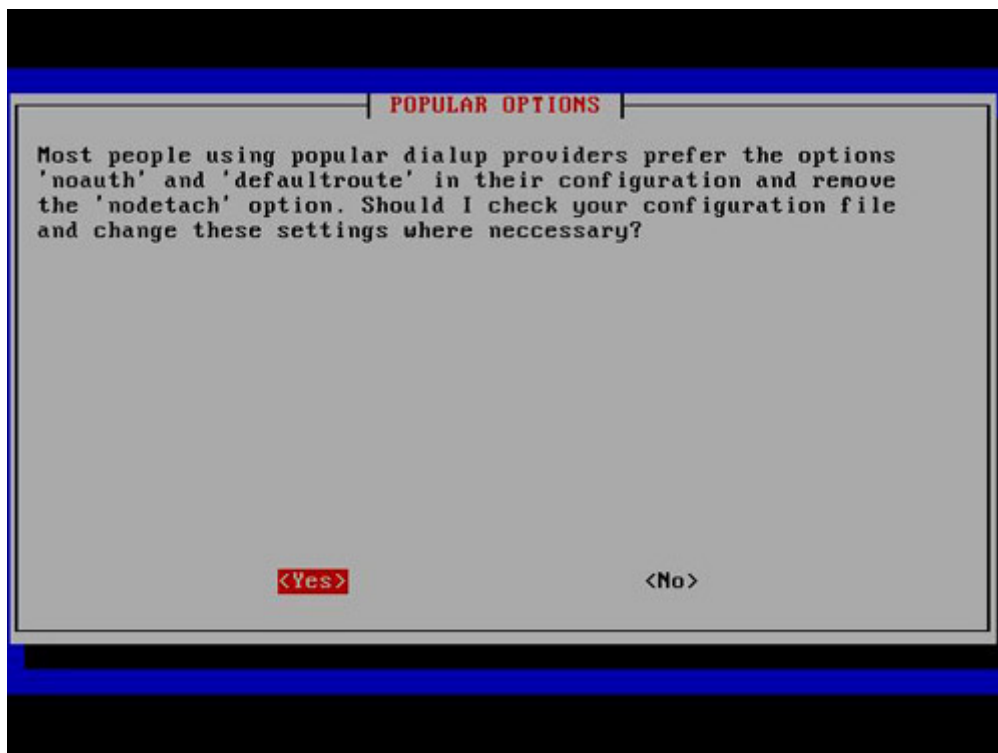 POPULAR OPTIONS
Most people using popular dialup providers prefer the options
'noauth' and 'defaultroute' in their configuration and remove
the 'nodetach' option. Should I check your configuration file
and change these settings where neccessary?
<Yes> <No>